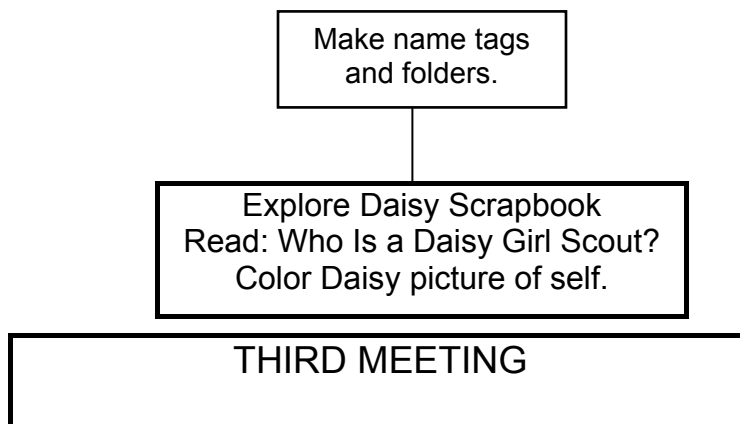 Make name tags
and folders.
Explore Daisy Scrapbook
Read: Who Is a Daisy Girl Scout?
Color Daisy picture of self.
THIRD MEETING